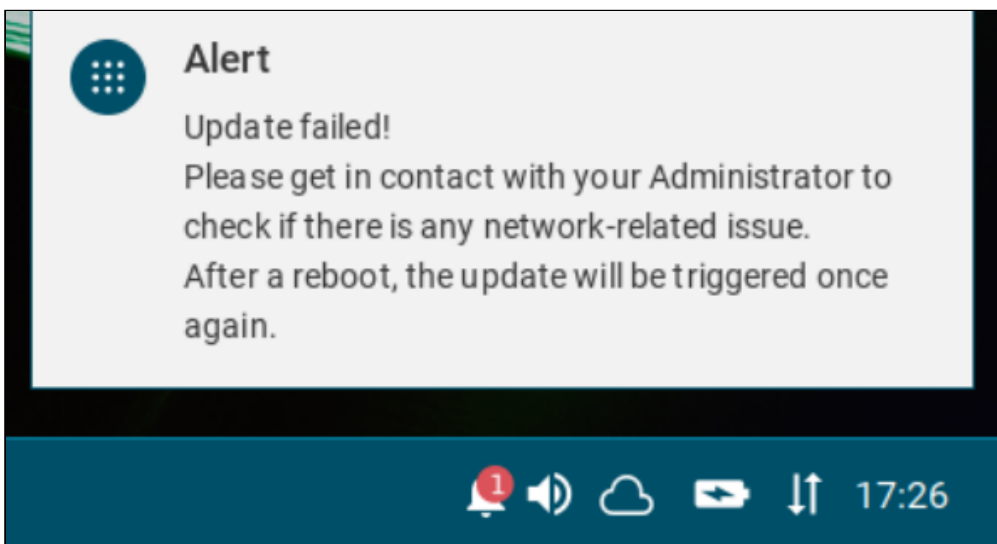 Alert
Update failed!
Please get in contact with your Administrator to
check if there is any network-related issue.
After a reboot, the update will be triggered once
again.
1
17:26